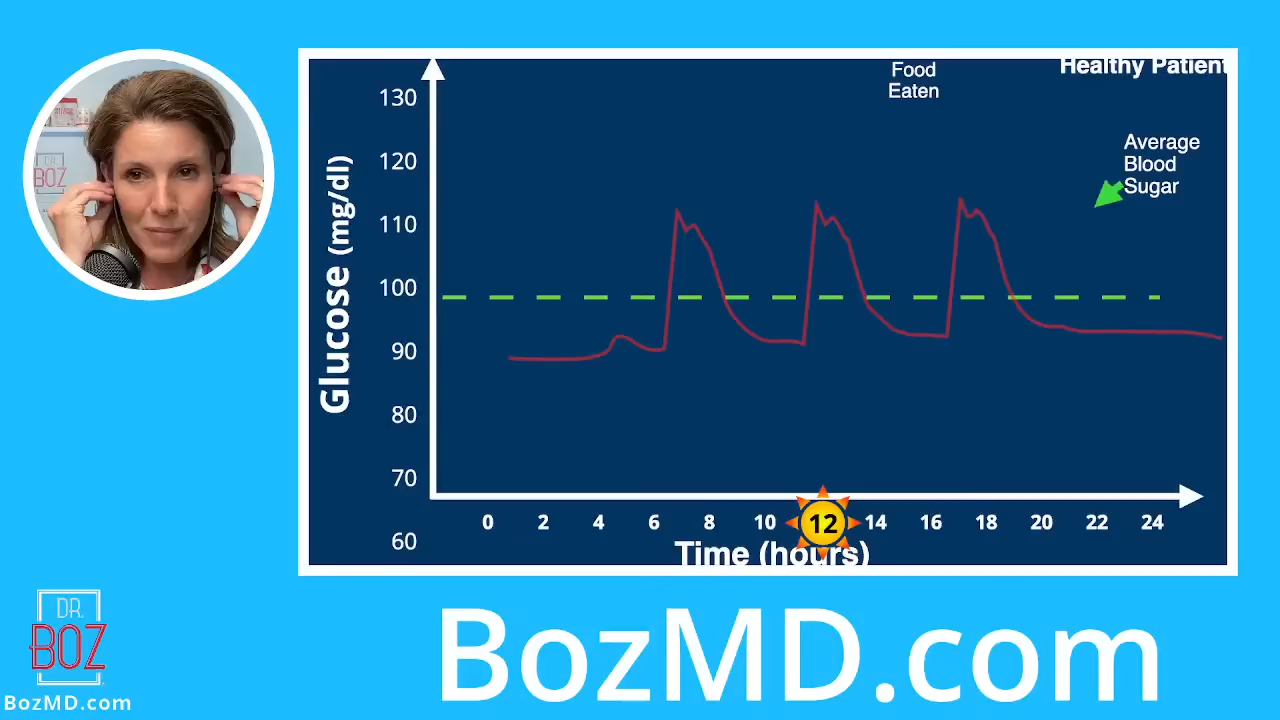 Healthy Patient
Food
Eaten
Average
Blood
Sugar
Glucose (mg/dl)
130
120
110
100
90
80
70
60
0 2 4 6 8 10 12 14 16 18 20 22 24
Time (hours)
BOZ
DR.
BOZ
BozMD.com
BozMD.com